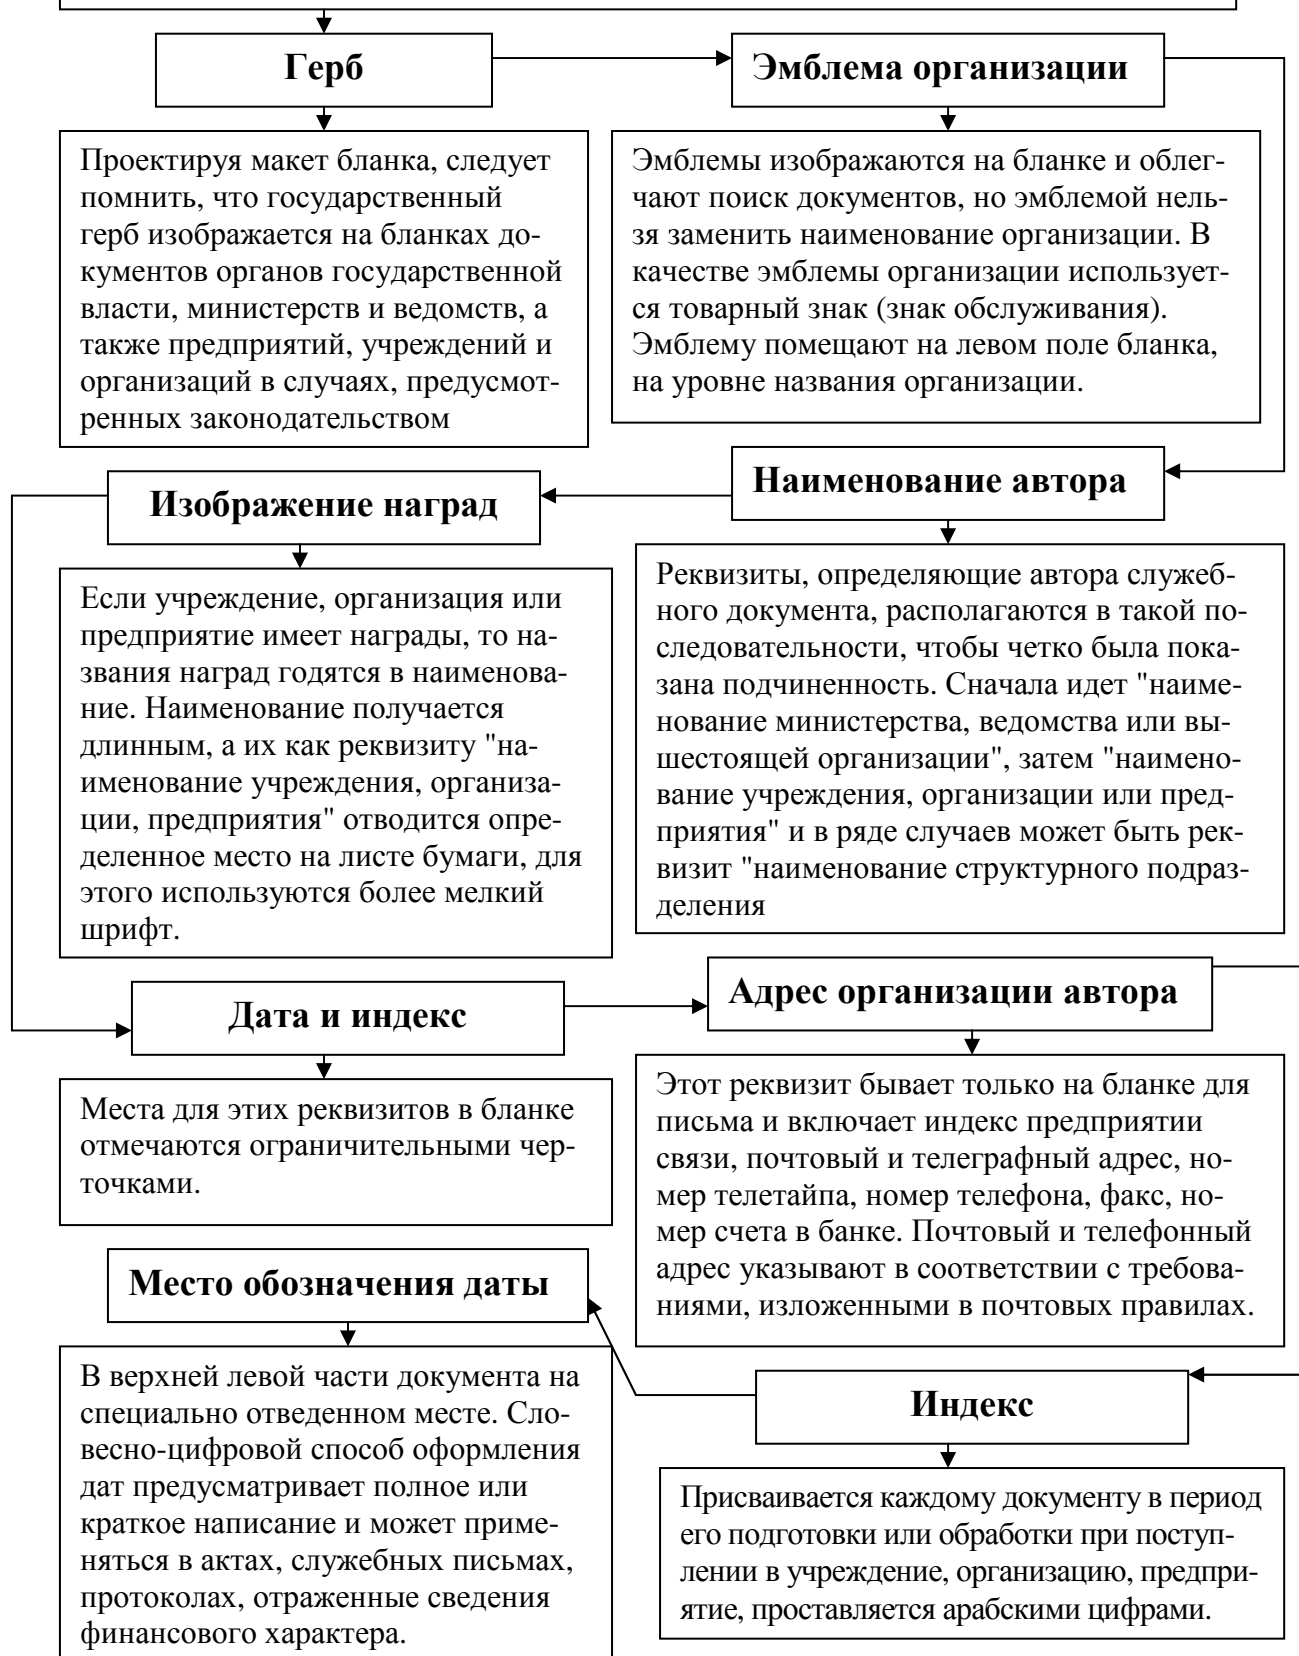 Герб
Проектируя макет бланка, следует
помнить, что государственный
герб изображается на бланках до-
кументов органов государственной
власти, министерств и ведомств, а
также предприятий, учреждений и
организаций в случаях, предусмот-
ренных законодательством
Эмблема организации
Эмблемы изображаются на бланке и облег-
чают поиск документов, но эмблемой нель-
зя заменить наименование организации. В
качестве эмблемы организации использует-
ся товарный знак (знак обслуживания).
Эмблему помещают на левом поле бланка,
на уровне названия организации.
Наименование автора
Реквизиты, определяющие автора служеб-
ного документа, располагаются в такой по-
следовательности, чтобы четко была пока-
зана подчиненность. Сначала идет "наиме-
нование министерства, ведомства или вы-
шестоящей организации", затем "наимено-
вание учреждения, организации или пред-
приятия" и в ряде случаев может быть рек-
визит "наименование структурного подраз-
деления
Изображение наград
Если учреждение, организация или
предприятие имеет награды, то на-
звания наград годятся в наименова-
ние. Наименование получается
длинным, а их как реквизиту "на-
именование учреждения, организа-
ции, предприятия" отводится опре-
деленное место на листе бумаги, для
этого используются более мелкий
шрифт.
Дата и индекс
Места для этих реквизитов в бланке
отмечаются ограничительными чер-
точками.
Адрес организации автора
Этот реквизит бывает только на бланке для
письма и включает индекс предприятии
связи, почтовый и телеграфный адрес, но-
мер телетайпа, номер телефона, факс, но-
мер счета в банке. Почтовый и телефонный
адрес указывают в соответствии с требова-
ниями, изложенными в почтовых правилах.
Индекс
Присваивается каждому документу в период
его подготовки или обработки при поступ-
лении в учреждение, организацию, предпри-
ятие, проставляется арабскими цифрами.
Место обозначения даты
В верхней левой части документа на
специально отведенном месте. Сло-
весно-цифровой способ оформления
дат предусматривает полное или
краткое написание и может приме-
няться в актах, служебных письмах,
протоколах, отраженные сведения
финансового характера.